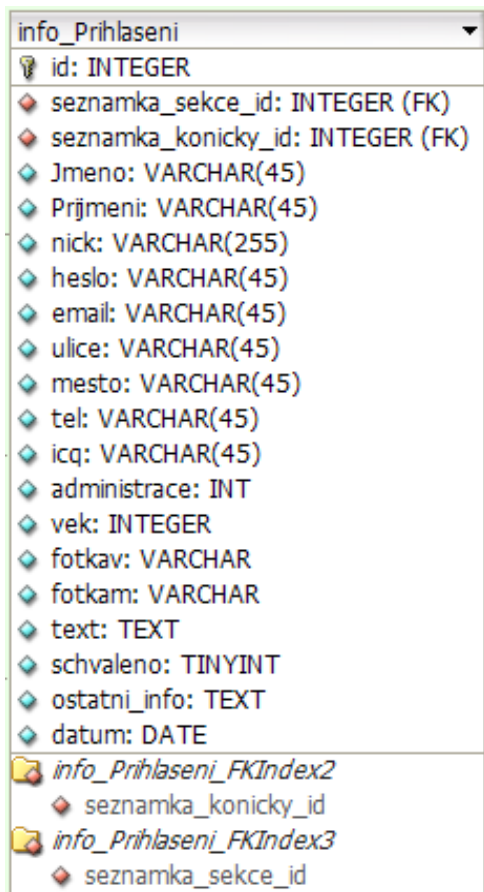 info_Prihlaseni
id: INTEGER
seznamka_sekce_id: INTEGER (FK)
seznamka_konicky_id: INTEGER (FK)
Jmeno: VARCHAR(45)
Prijmeni: VARCHAR(45)
nick: VARCHAR(255)
heslo: VARCHAR(45)
email: VARCHAR(45)
ulice: VARCHAR(45)
mesto: VARCHAR(45)
tel: VARCHAR(45)
icq: VARCHAR(45)
administrace: INT
vek: INTEGER
fotkav: VARCHAR
fotkam: VARCHAR
text: TEXT
schvaleno: TINYINT
ostatni_info: TEXT
datum: DATE
info_Prihlaseni_FKIndex2
seznamka_konicky_id
info_Prihlaseni_FKIndex3
seznamka_sekce_id